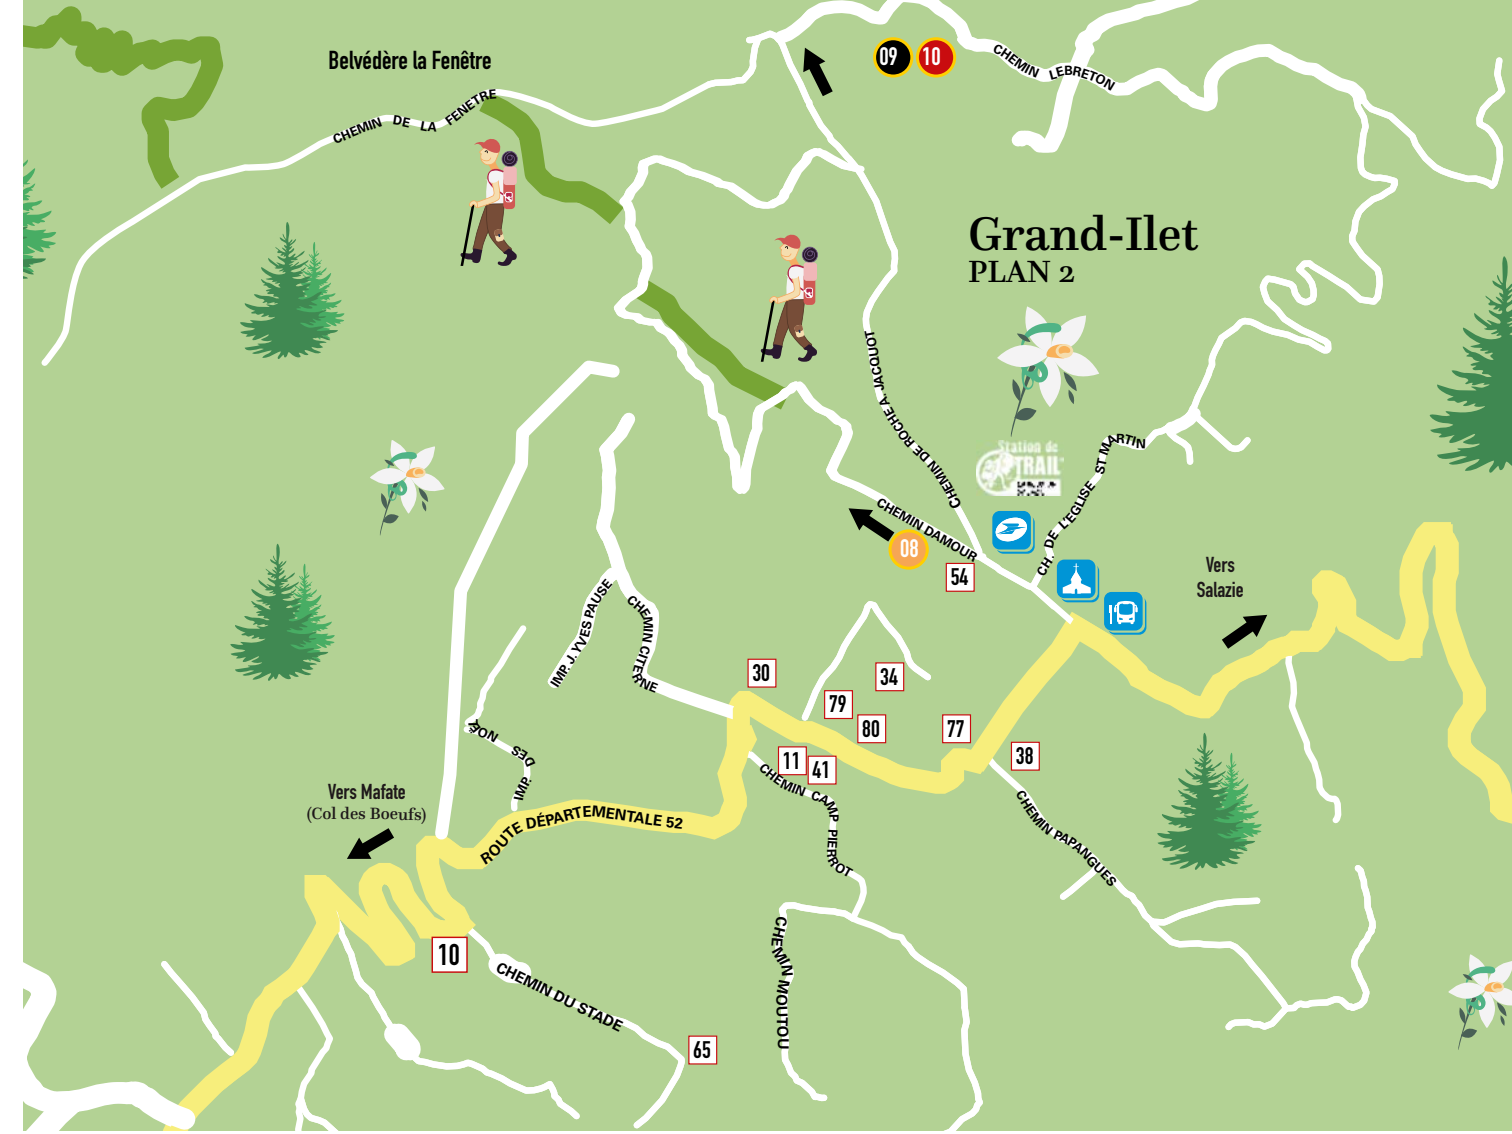 Belvédère la Fenêtre
09
10
CHEMIN LEBRETON
CHEMIN DE LA FENETRE
Grand-Ilet
PLAN 2
CHEMIN DE ROCHE A. JACQUOT
Station de
TRAIL
CH. DE L'EGLISE ST MARTIN
CHEMIN DAMOUR
08
54
Vers
Salazie
IMP. J. YVES PAUSE
CHEMIN CITERNE
30
34
79
80
77
38
11
41
IMP. DES NOÉ
CHEMIN CAMP PIERROT
Vers Mafate
(Col des Boeufs)
ROUTE DÉPARTEMENTALE 52
CHEMIN PAPANGUES
10
CHEMIN DU STADE
CHEMIN MOUTOU
65